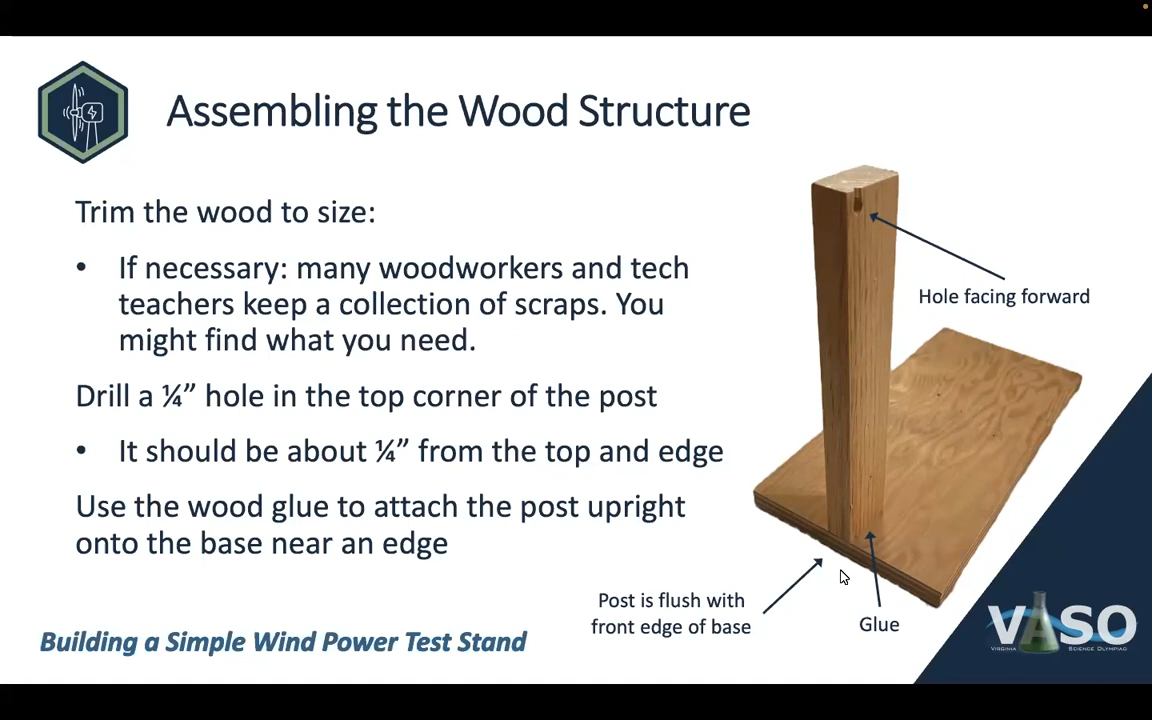 Assembling the Wood Structure
Trim the wood to size:
• If necessary: many woodworkers and tech
teachers keep a collection of scraps. You
might find what you need.
Drill a ¼” hole in the top corner of the post
• It should be about ¼” from the top and edge
Use the wood glue to attach the post upright
onto the base near an edge
Hole facing forward
Post is flush with
front edge of base
Glue
Building a Simple Wind Power Test Stand
VASO
VIRGINIA SCIENCE OLYMPIAD